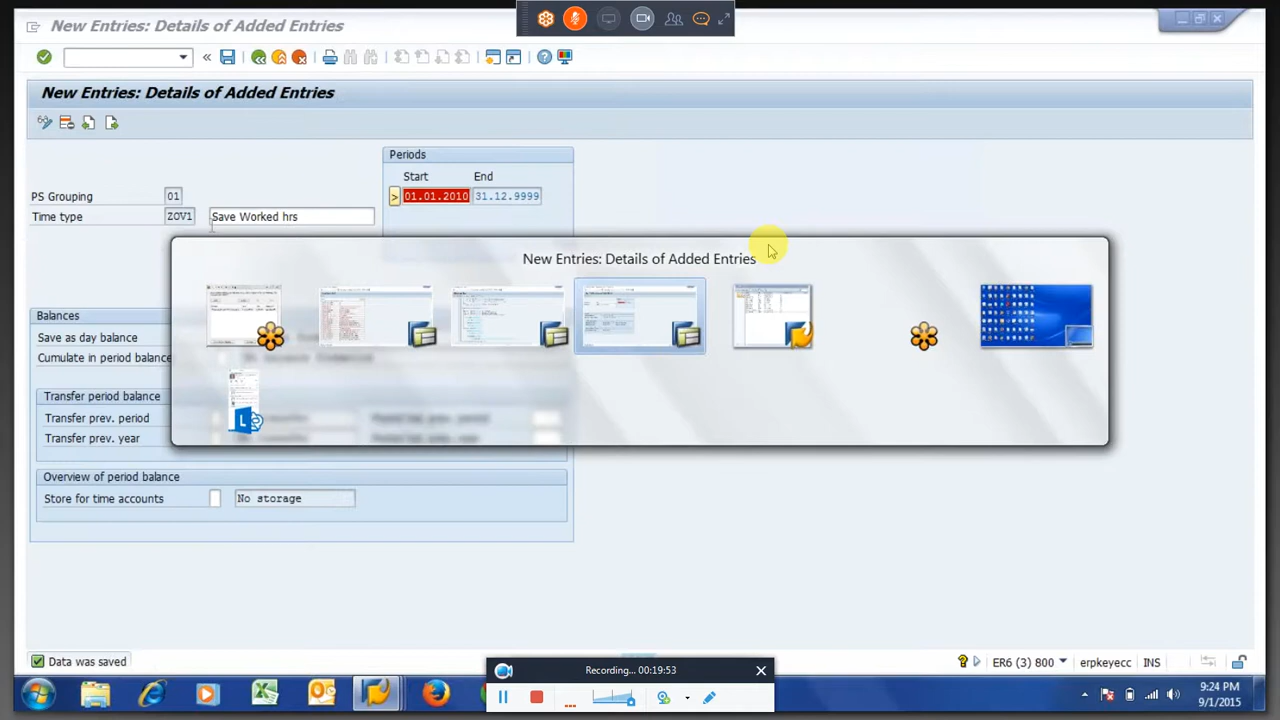 New Entries: Details of Added Entries
New Entries: Details of Added Entries
Periods
Start End
PS Grouping 01 > 01.01.2010 31.12.9999
Time type ZOV1 Save Worked hrs
New Entries: Details of Added Entries
Balances
Save as day balance
Cumulate in period balance
Transfer period balance
Transfer prev. period
Transfer prev. year
Overview of period balance
Store for time accounts No storage
Data was saved
ER6 (3) 800 erpkeyecc INS
Recording... 00:19:53
9:24 PM
9/1/2015